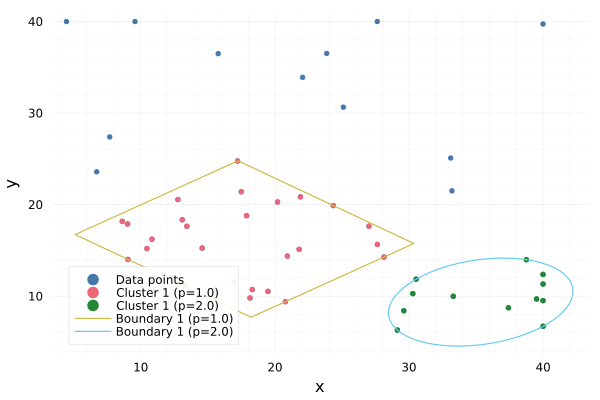 40
30
20
10
y
Data points
Cluster 1 (p=1.0)
Cluster 1 (p=2.0)
Boundary 1 (p=1.0)
Boundary 1 (p=2.0)
10 20 30 40
x